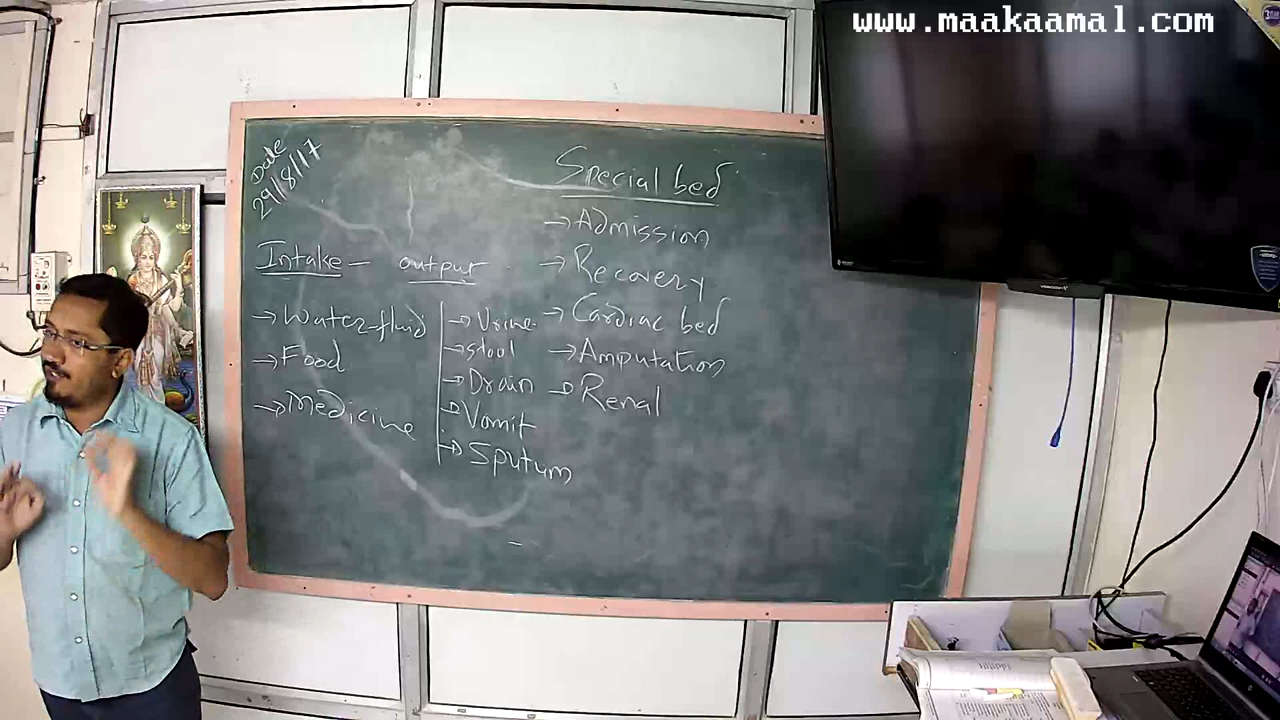 www.maakaamal.com
Date
29/8/17
Special bed
→ Admission
→ Recovery
→ Cardiac bed
→ Amputation
→ Renal
Intake - output
→ Water-fluid
→ Food
→ Medicine
→ Urine
→ Stool
→ Drain
→ Vomit
→ Sputum